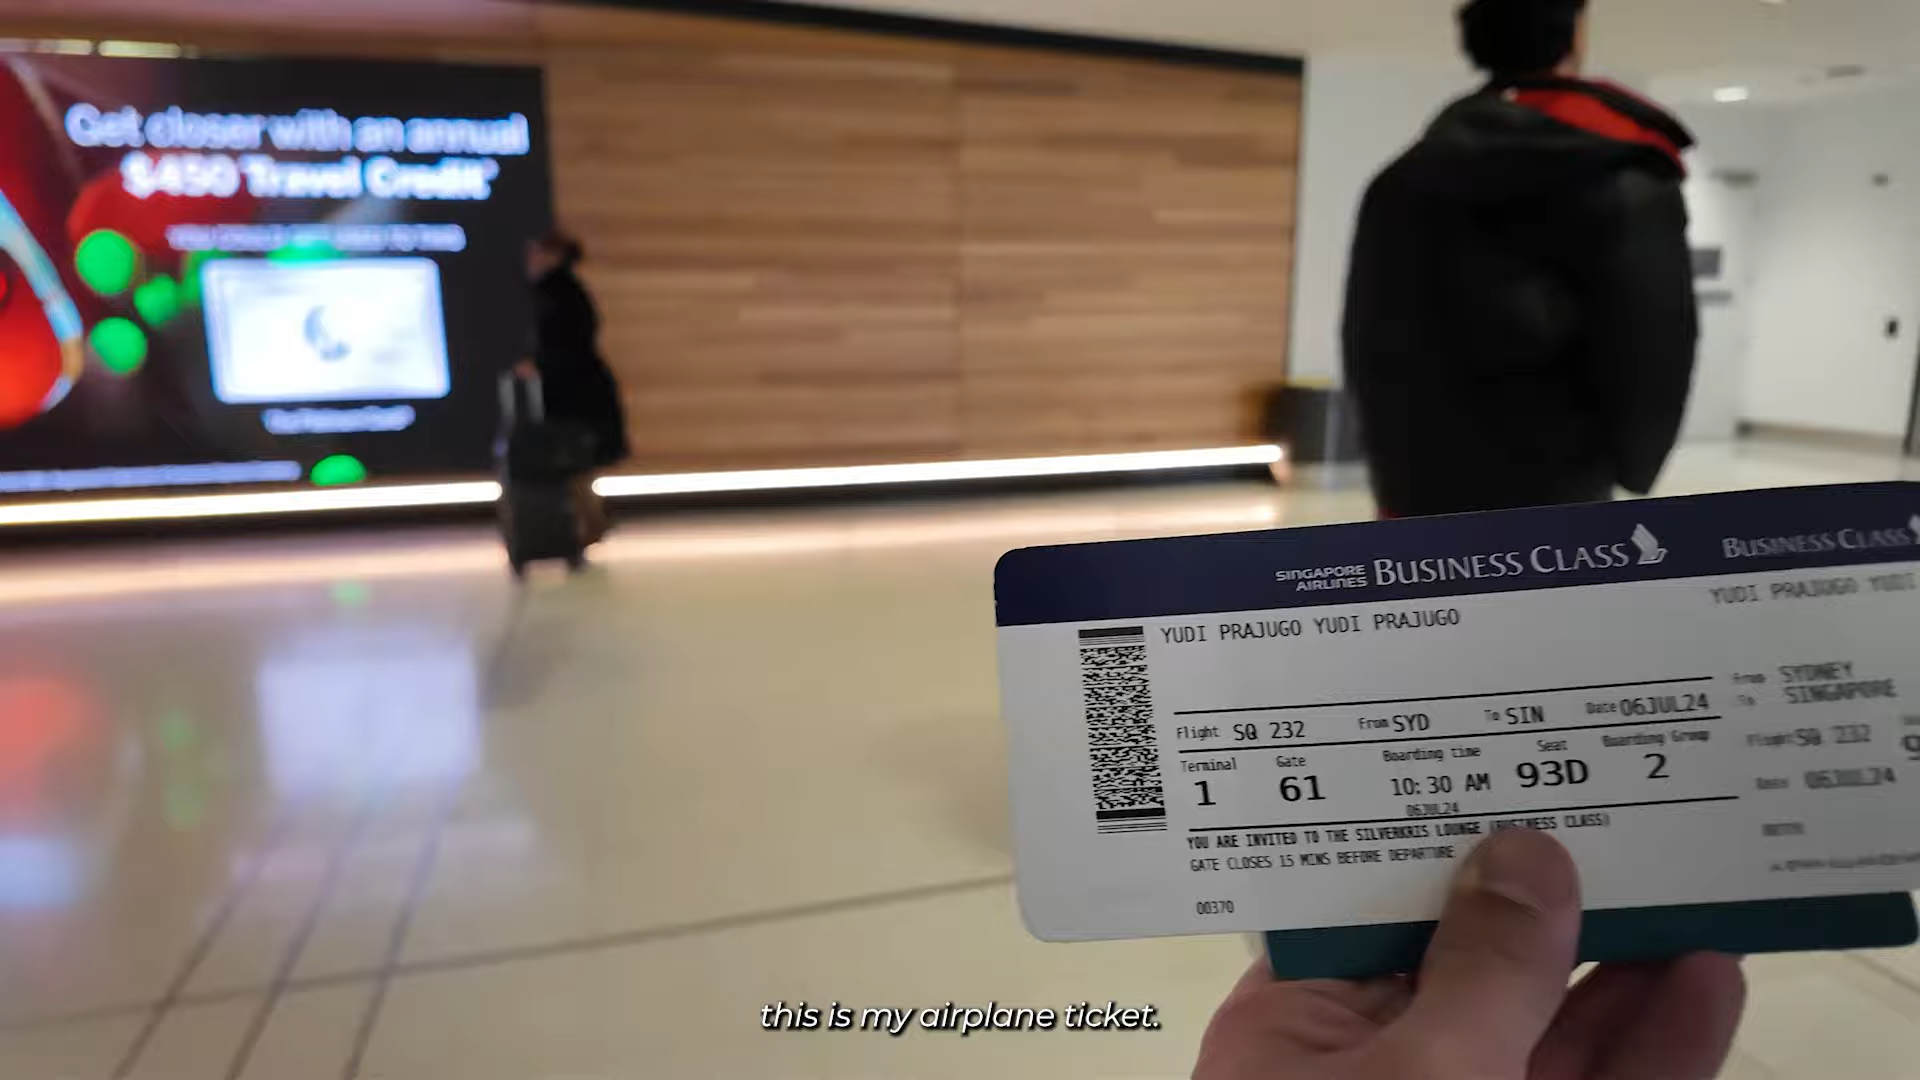 Get closer with an annual
$450 Travel Credit*
SINGAPORE
AIRLINES
BUSINESS CLASS
BUSINESS CLASS
YUDI PRAJUGO YUDI PRAJUGO
YUDI PRAJUGO YUDI
Flight SQ 232 From SYD To SIN Date 06JUL24
Terminal Gate Boarding time Seat Boarding Group
1 61 10:30 AM 93D 2
06JUL24
YOU ARE INVITED TO THE SILVERKRIS LOUNGE (BUSINESS CLASS)
GATE CLOSES 15 MINS BEFORE DEPARTURE
00370
From SYDNEY
To SINGAPORE
Flight SQ 232
Date 06JUL24
this is my airplane ticket.